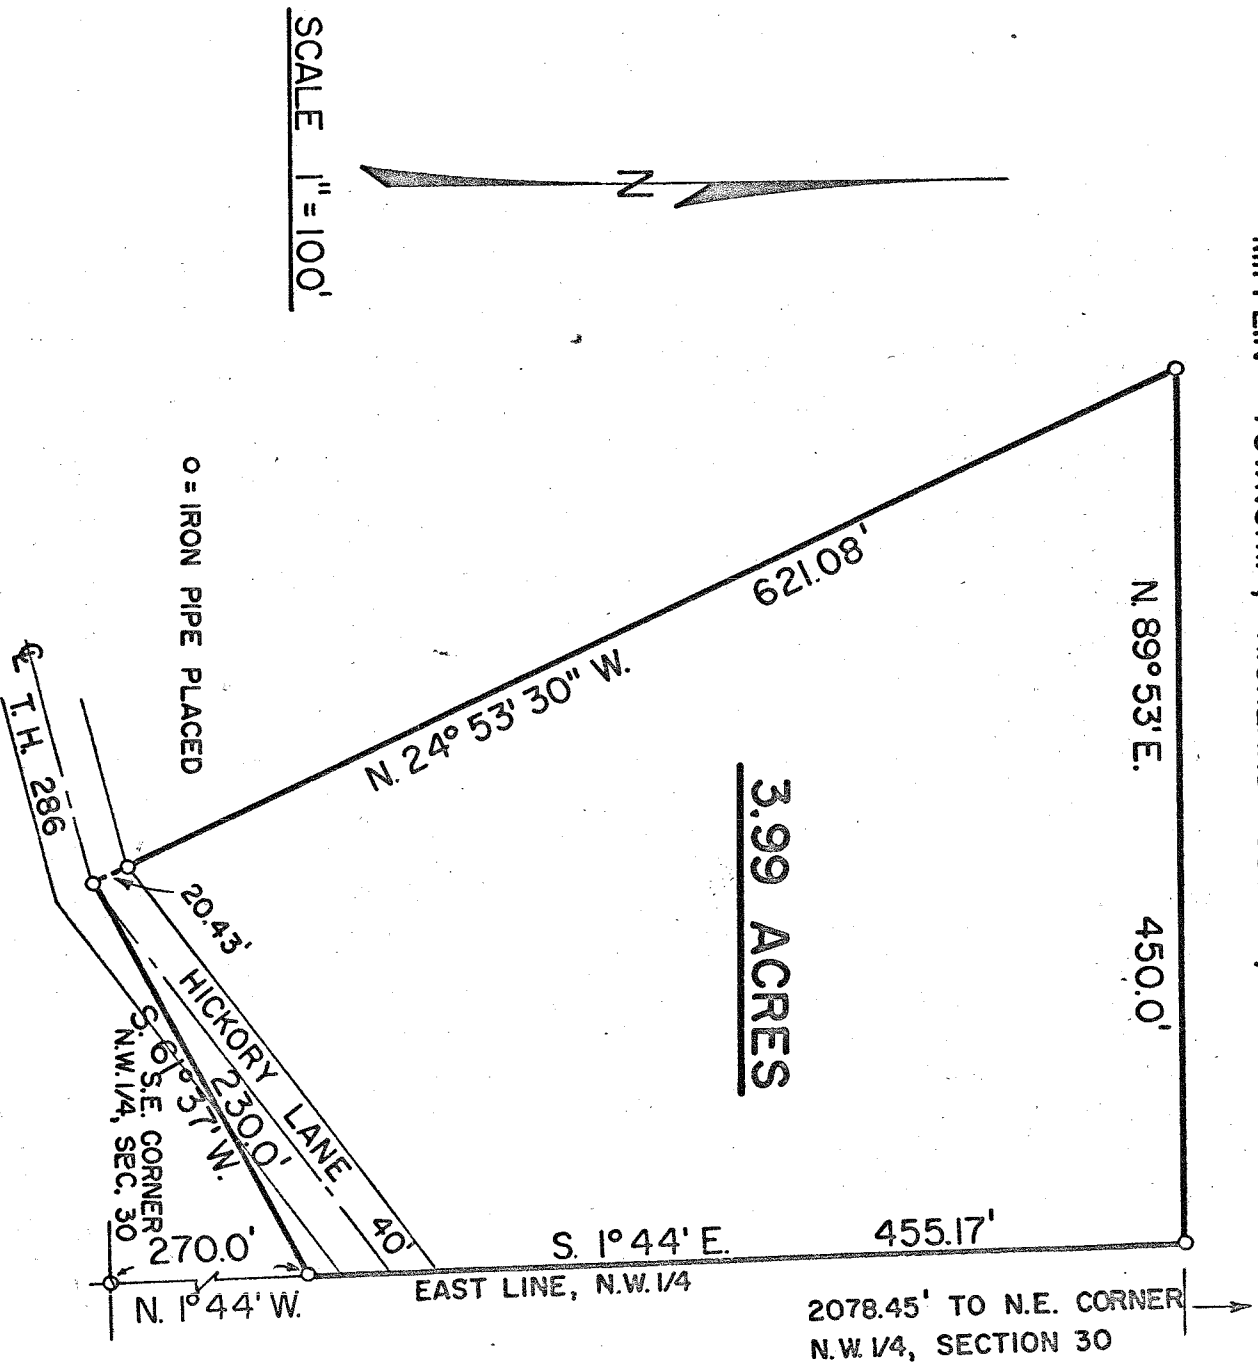 SCALE 1"=100'
N
N. 89° 53' E. 450.0'
621.08'
N. 24° 53' 30" W.
3.99 ACRES
O = IRON PIPE PLACED
℄ T. H. 286
20.43'
HICKORY LANE
40'
S. 61° 37' W.
230.0'
S.E. CORNER
N.W. 1/4, SEC. 30
270.0'
N. 1° 44' W.
S. 1° 44' E. 455.17'
EAST LINE, N.W. 1/4
2078.45' TO N.E. CORNER
N.W. 1/4, SECTION 30